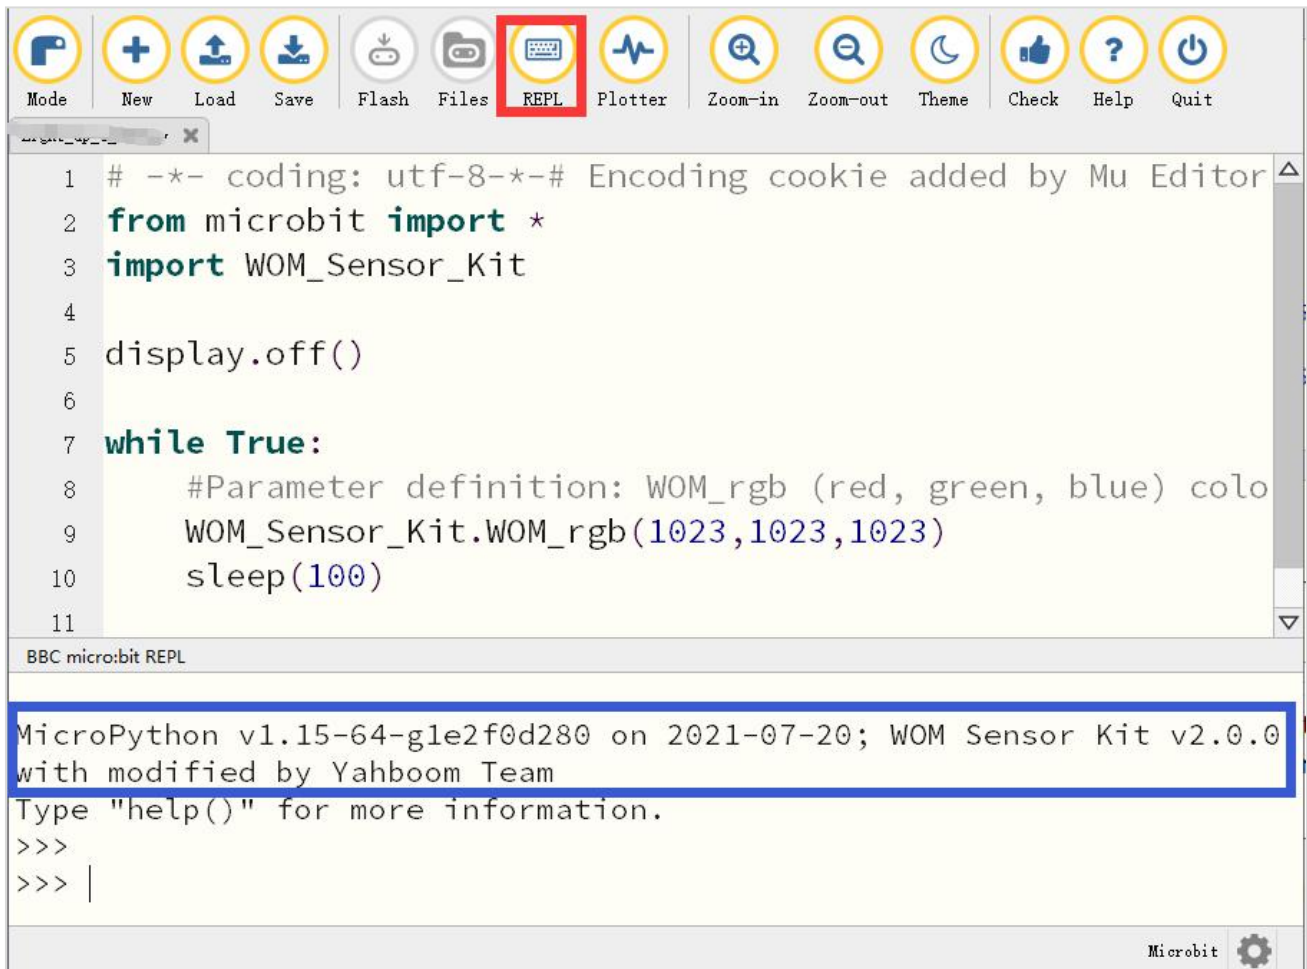 Mode New Load Save Flash Files REPL Plotter Zoom-in Zoom-out Theme Check Help Quit
1 # -*- coding: utf-8-*-# Encoding cookie added by Mu Editor
2 from microbit import *
3 import WOM_Sensor_Kit
4
5 display.off()
6
7 while True:
8 #Parameter definition: WOM_rgb (red, green, blue) colo
9 WOM_Sensor_Kit.WOM_rgb(1023,1023,1023)
10 sleep(100)
11
BBC micro:bit REPL
MicroPython v1.15-64-g1e2f0d280 on 2021-07-20; WOM Sensor Kit v2.0.0
with modified by Yahboom Team
Type "help()" for more information.
>>>
>>>
Microbit